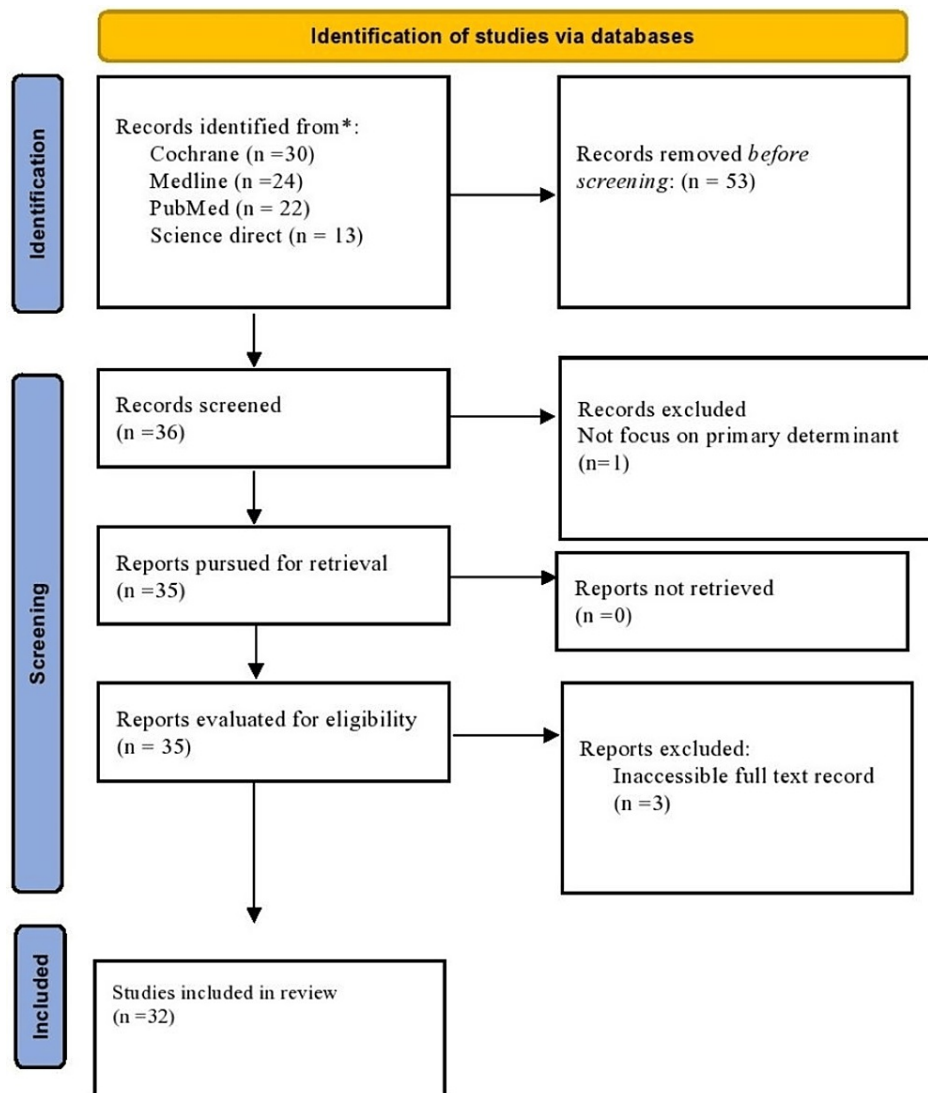 Identification of studies via databases
Identification
Records identified from*:
Cochrane (n =30)
Medline (n =24)
PubMed (n = 22)
Science direct (n = 13)
Records removed before
screening: (n = 53)
Screening
Records screened
(n =36)
Records excluded
Not focus on primary determinant
(n=1)
Reports pursued for retrieval
(n =35)
Reports not retrieved
(n =0)
Reports evaluated for eligibility
(n = 35)
Reports excluded:
Inaccessible full text record
(n =3)
Included
Studies included in review
(n =32)